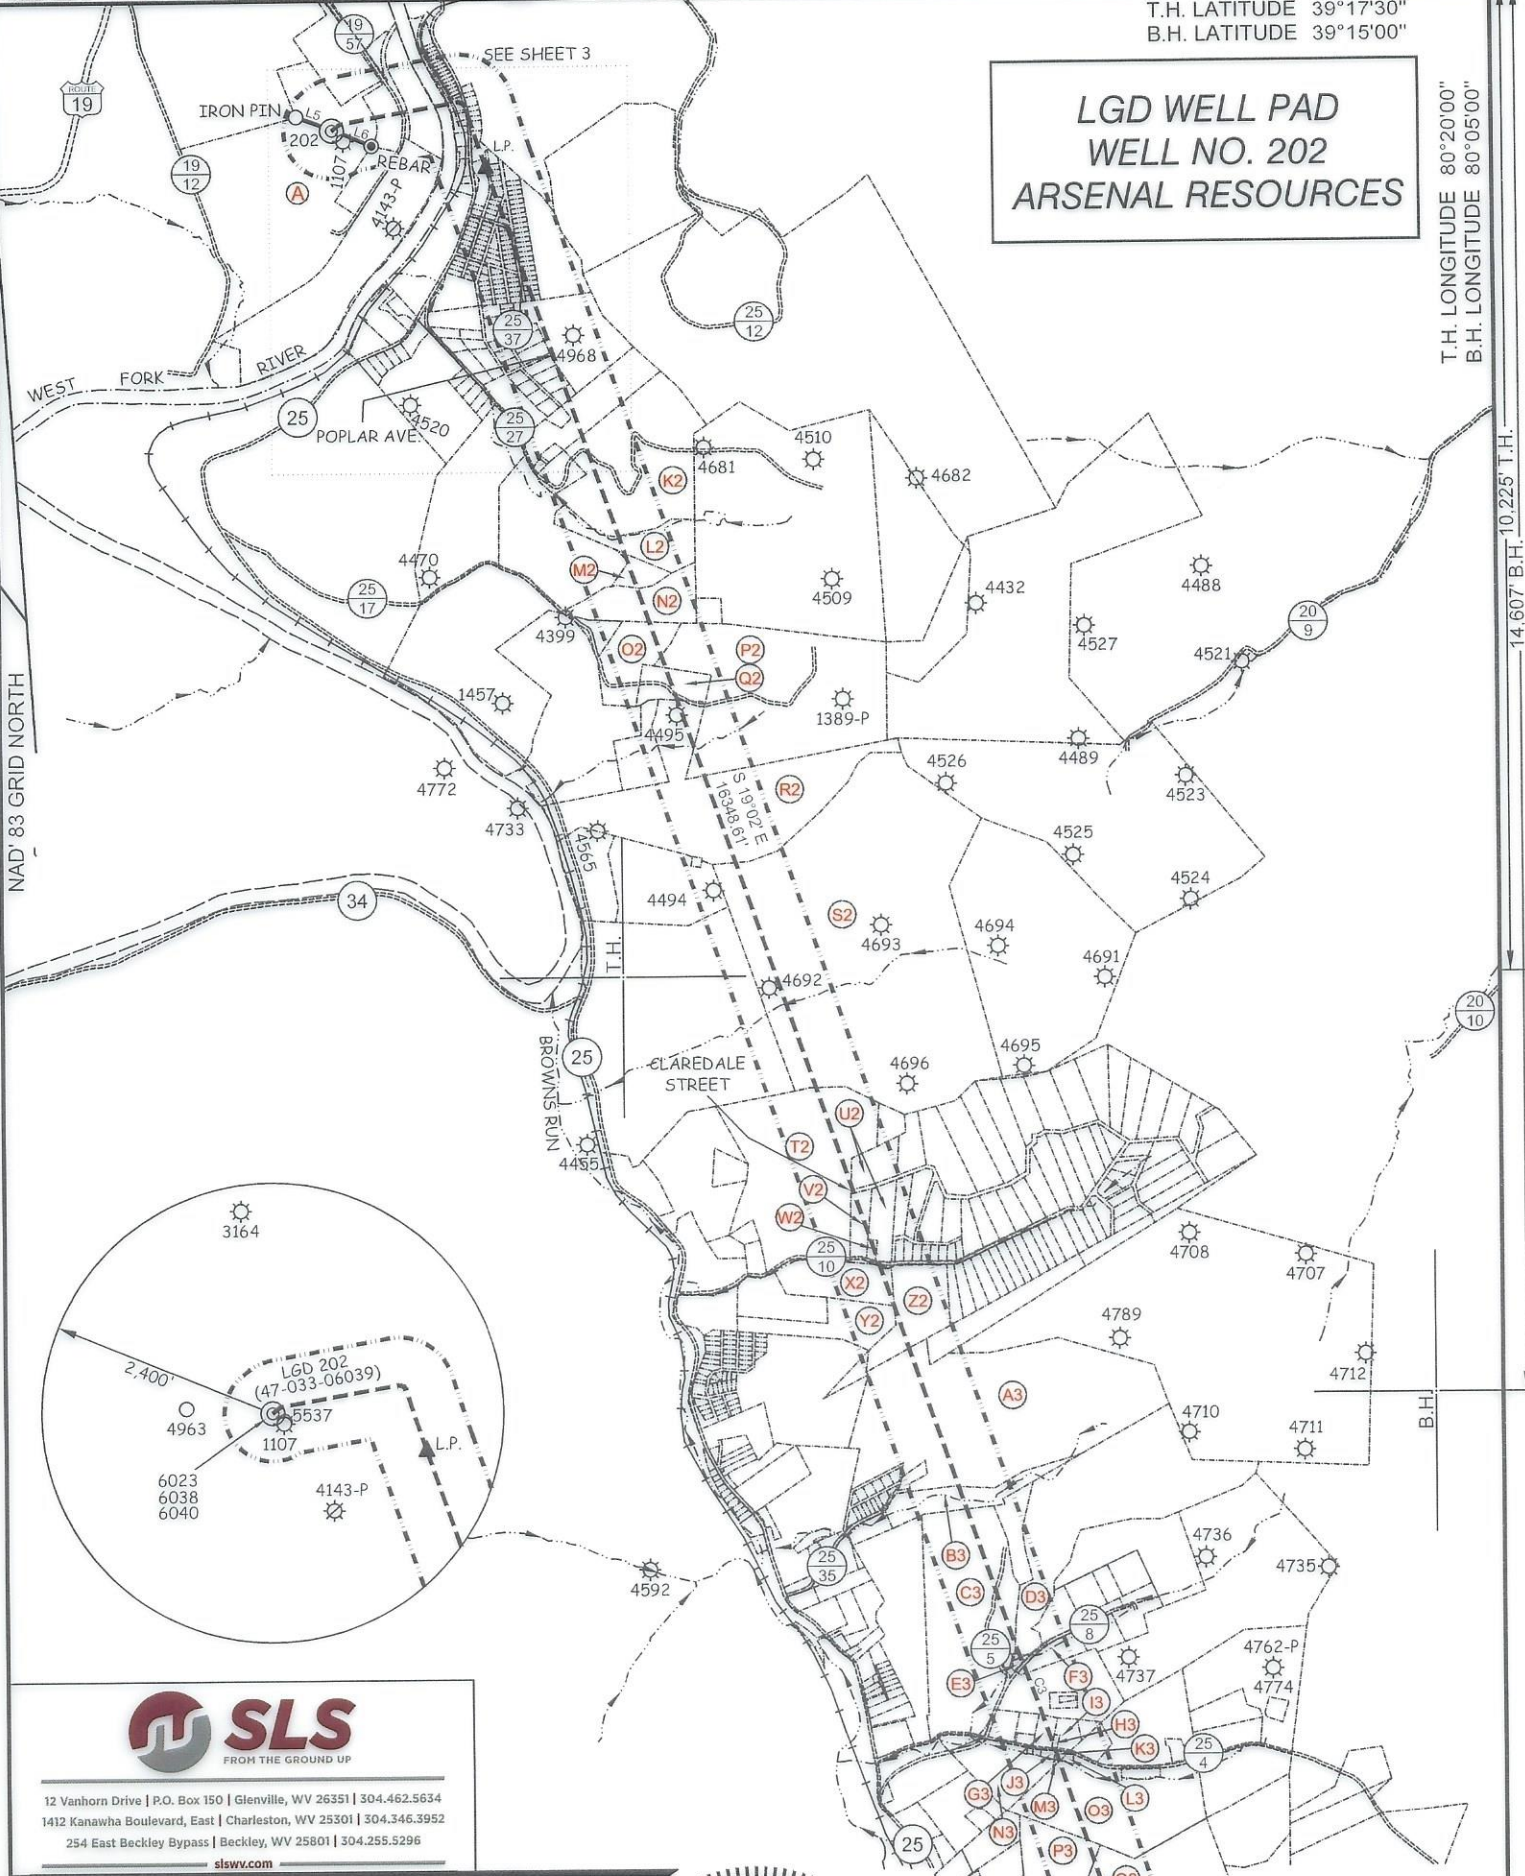 T.H. LATITUDE 39°17'30"
B.H. LATITUDE 39°15'00"
LGD WELL PAD
WELL NO. 202
ARSENAL RESOURCES
T.H. LONGITUDE 80°20'00"
B.H. LONGITUDE 80°05'00"
10,225' T.H.
14,607' B.H.
NAD' 83 GRID NORTH
ROUTE
19
19
57
SEE SHEET 3
IRON PIN
L5
202
L6
1107
REBAR
L.P.
19
12
A
4143-P
25
12
25
37
4968
WEST FORK RIVER
25
POPLAR AVE.
4520
25
27
4681
4510
K2
4682
L2
4470
M2
25
17
N2
4509
4432
4488
4399
4527
20
9
O2
P2
4521
Q2
1457
1389-P
4495
4489
4772
4526
R2
4523
S 19°02' E
16348.61'
4733
4565
4525
4494
4524
34
S2
4693
4694
T.H.
4691
4692
20
10
BROWNS RUN
25
CLAREDALE
STREET
4696
4695
U2
T2
4455
V2
W2
3164
25
10
4708
4707
X2
Z2
Y2
4789
2,400'
LGD 202
(47-033-06039)
4712
A3
B.H.
4963
5537
1107
4710
4711
L.P.
6023
6038
6040
4143-P
B3
4736
25
35
4735
4592
C3
D3
25
8
25
5
4762-P
4774
4737
E3
F3
C3
I3
H3
K3
25
4
J3
G3
M3
O3
L3
N3
25
P3
SLS
FROM THE GROUND UP
12 Vanhorn Drive | P.O. Box 150 | Glenville, WV 26351 | 304.462.5634
1412 Kanawha Boulevard, East | Charleston, WV 25301 | 304.346.3952
254 East Beckley Bypass | Beckley, WV 25801 | 304.255.5296
slswv.com